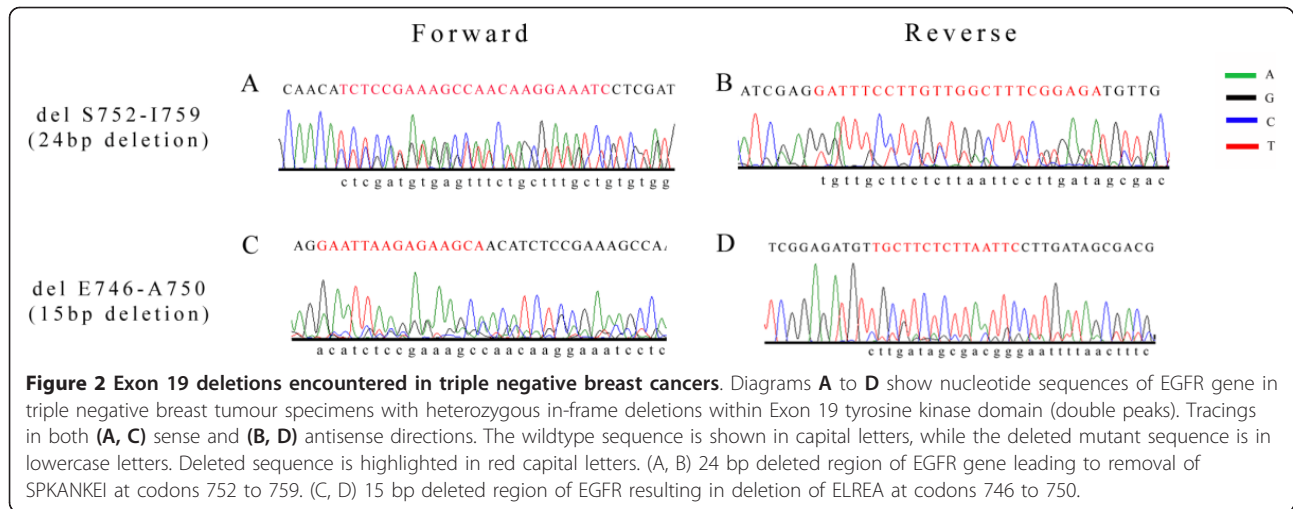 Forward
Reverse
A
CAACATCTCCGAAAGCCAACAAGGAAATCCTCGAT
B
ATCGAGGATTTCCTTGTTGGCTTTCGGAGATGTTG
A
G
C
T
del S752-I759
(24bp deletion)
ctcgatgtgagtttctgctttgctgtgtgg
tgttgcttctcttaattccttgatagcgac
C
AGGAATTAAGAGAAGCAACATCTCCGAAAGCCAA
D
TCGGAGATGTTGCTTCTCTTAATTCCTTGATAGCGACG
del E746-A750
(15bp deletion)
acatctccgaaagccaacaaggaaatcctc
cttgatagcgacgggaattttaactttc
Figure 2 Exon 19 deletions encountered in triple negative breast cancers. Diagrams A to D show nucleotide sequences of EGFR gene in
triple negative breast tumour specimens with heterozygous in-frame deletions within Exon 19 tyrosine kinase domain (double peaks). Tracings
in both (A, C) sense and (B, D) antisense directions. The wildtype sequence is shown in capital letters, while the deleted mutant sequence is in
lowercase letters. Deleted sequence is highlighted in red capital letters. (A, B) 24 bp deleted region of EGFR gene leading to removal of
SPKANKEI at codons 752 to 759. (C, D) 15 bp deleted region of EGFR resulting in deletion of ELREA at codons 746 to 750.